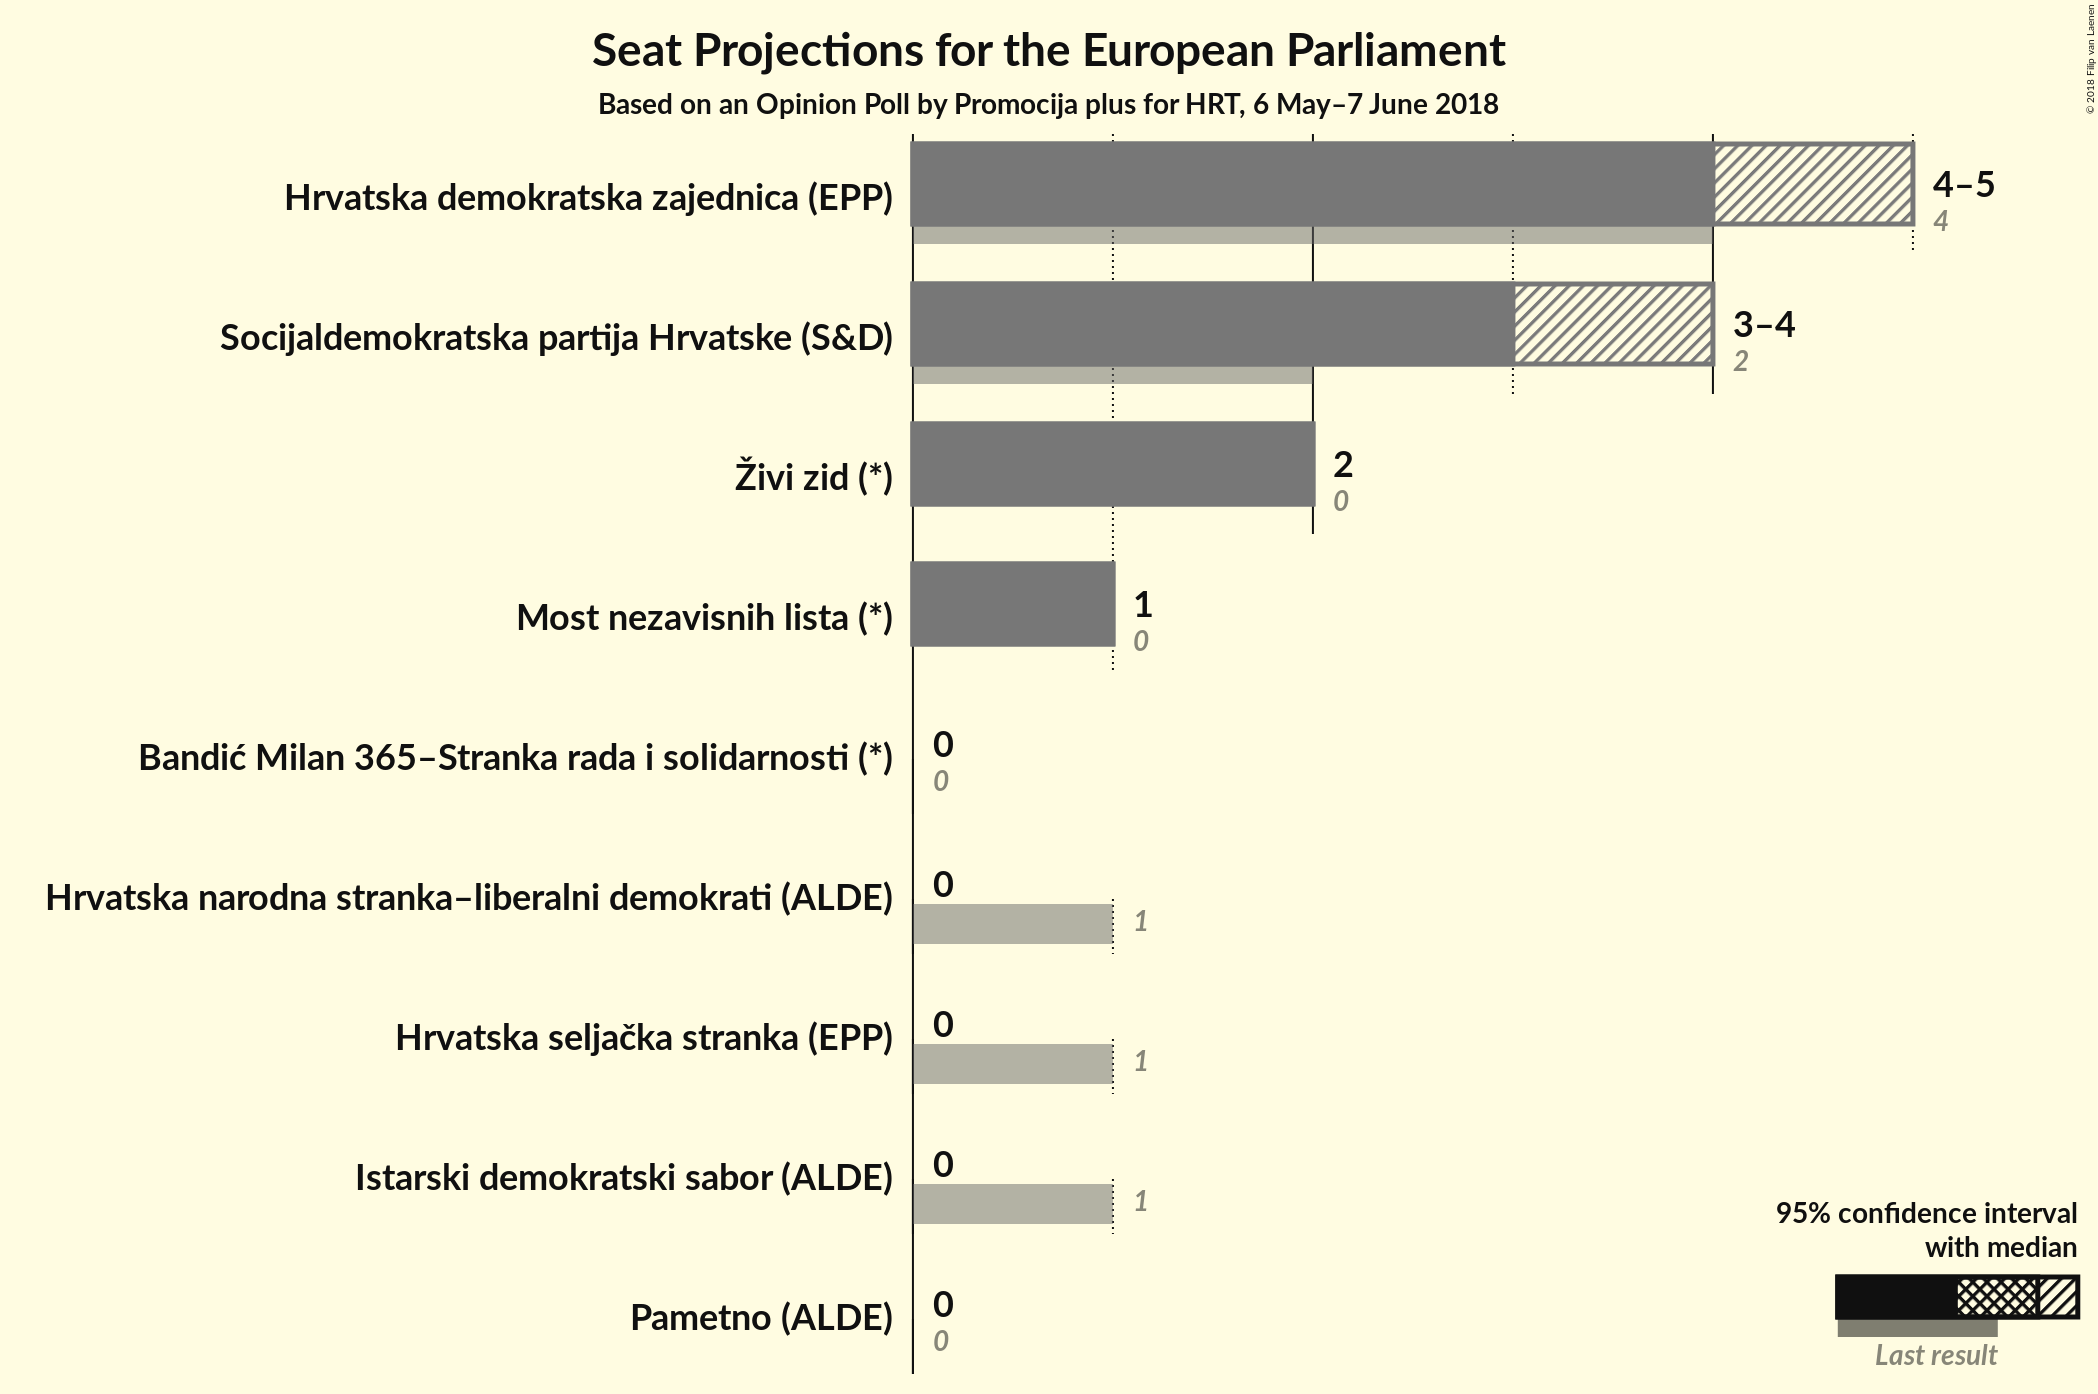 Seat Projections for the European Parliament
Based on an Opinion Poll by Promocija plus for HRT, 6 May–7 June 2018
© 2018 Filip van Laenen
Hrvatska demokratska zajednica (EPP)
4–5
4
Socijaldemokratska partija Hrvatske (S&D)
3–4
2
Živi zid (*)
2
0
Most nezavisnih lista (*)
1
0
Bandić Milan 365–Stranka rada i solidarnosti (*)
0
0
Hrvatska narodna stranka–liberalni demokrati (ALDE)
0
1
Hrvatska seljačka stranka (EPP)
0
1
Istarski demokratski sabor (ALDE)
0
1
Pametno (ALDE)
0
0
95% confidence interval
with median
Last result